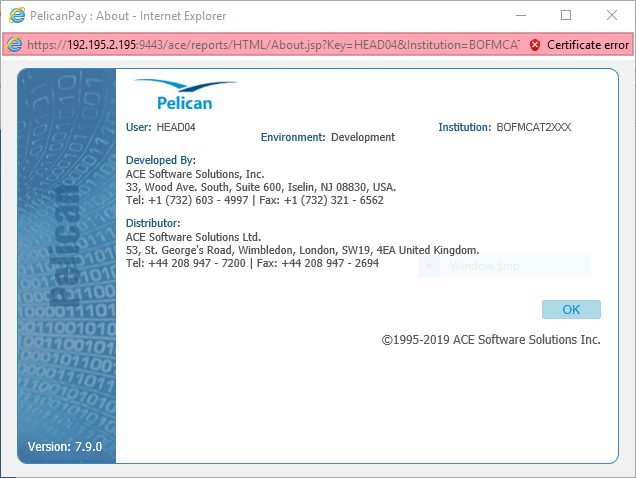 PelicanPay : About - Internet Explorer
https://192.195.2.195:9443/ace/reports/HTML/About.jsp?Key=HEAD04&Institution=BOFMCAT Certificate error
Pelican
User: HEAD04
Institution: BOFMCAT2XXX
Environment: Development
Developed By:
ACE Software Solutions, Inc.
33, Wood Ave. South, Suite 600, Iselin, NJ 08830, USA.
Tel: +1 (732) 603 - 4997 | Fax: +1 (732) 321 - 6562
Distributor:
ACE Software Solutions Ltd.
53, St. George's Road, Wimbledon, London, SW19, 4EA United Kingdom.
Tel: +44 208 947 - 7200 | Fax: +44 208 947 - 2694
Window Snip
OK
©1995-2019 ACE Software Solutions Inc.
Pelican
Version: 7.9.0